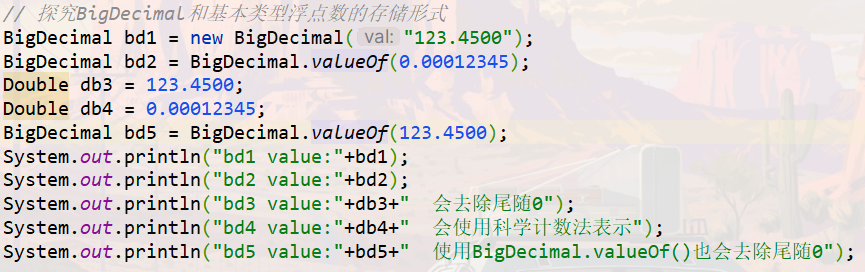 // 探究BigDecimal和基本类型浮点数的存储形式
BigDecimal bd1 = new BigDecimal( val: "123.4500");
BigDecimal bd2 = BigDecimal.valueOf(0.00012345);
Double db3 = 123.4500;
Double db4 = 0.00012345;
BigDecimal bd5 = BigDecimal.valueOf(123.4500);
System.out.println("bd1 value:"+bd1);
System.out.println("bd2 value:"+bd2);
System.out.println("bd3 value:"+db3+"  会去除尾随0");
System.out.println("bd4 value:"+db4+"  会使用科学计数法表示");
System.out.println("bd5 value:"+bd5+"  使用BigDecimal.valueOf()也会去除尾随0");